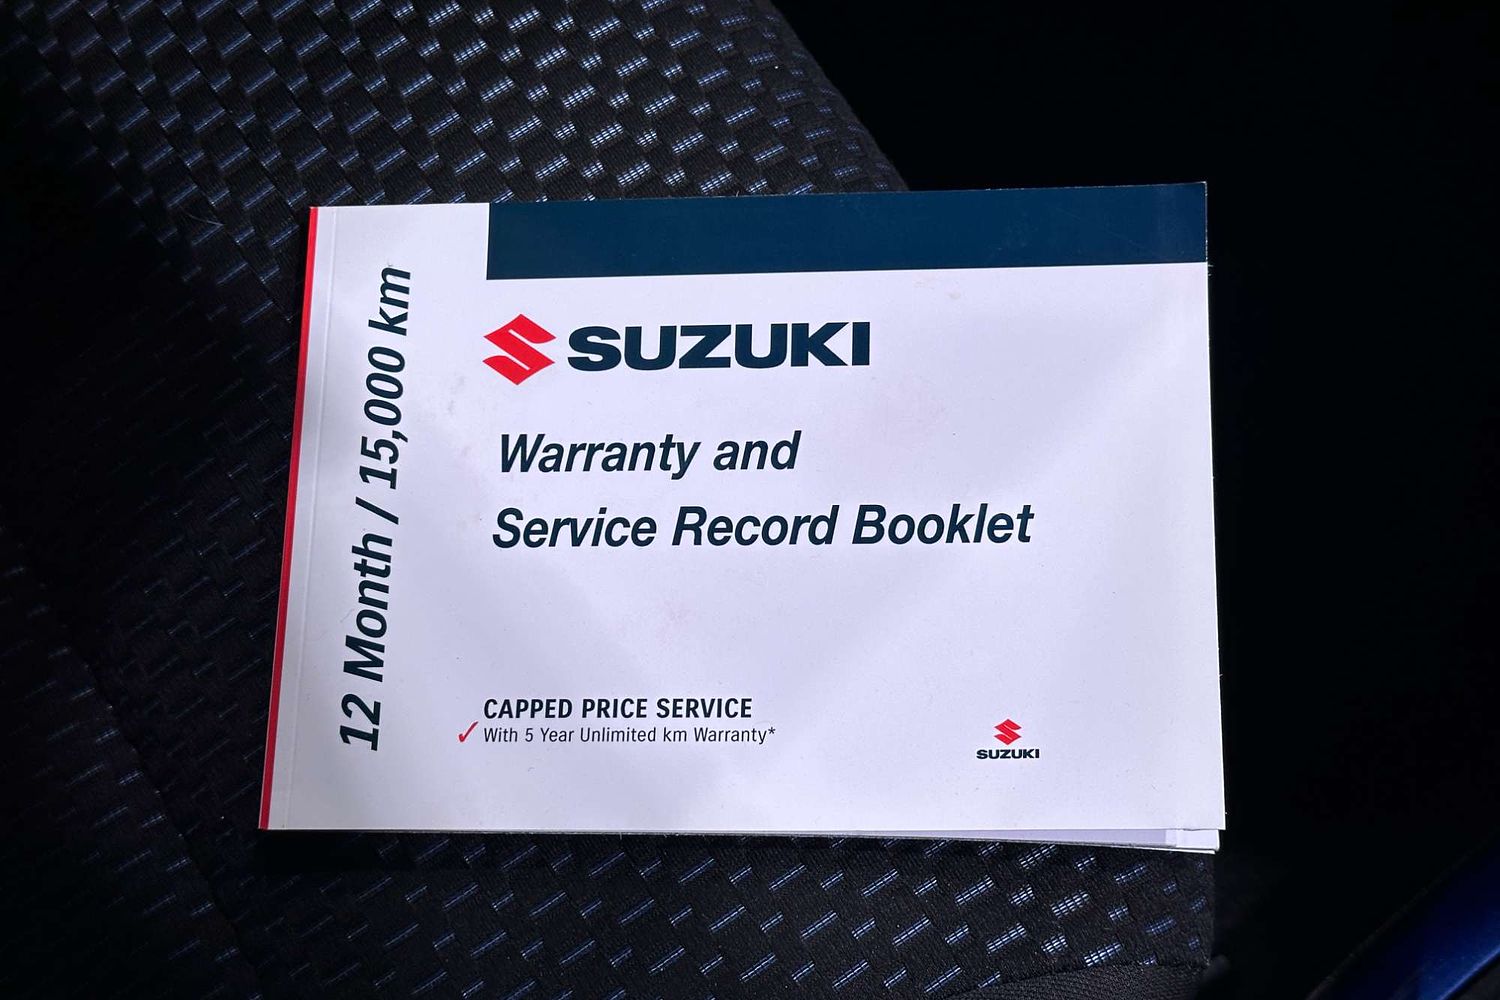 12 Month / 15,000 km
SUZUKI
Warranty and
Service Record Booklet
CAPPED PRICE SERVICE
✓ With 5 Year Unlimited km Warranty*
SUZUKI